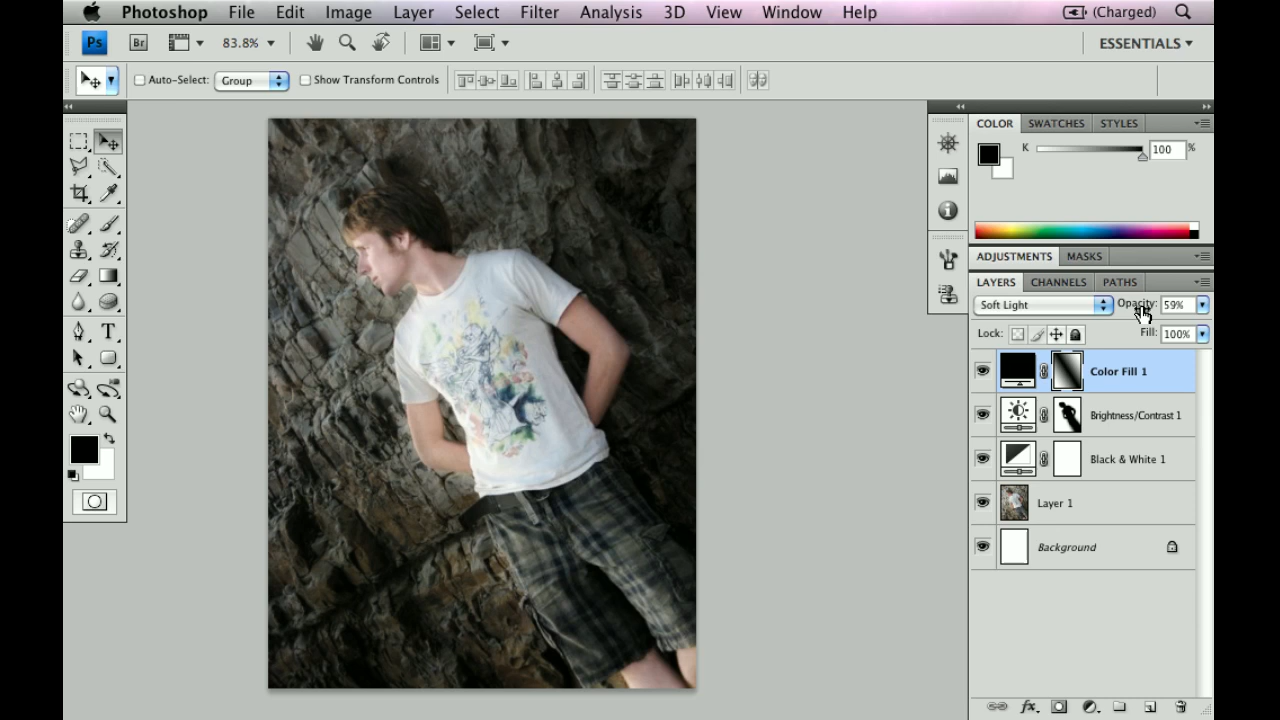 Photoshop File Edit Image Layer Select Filter Analysis 3D View Window Help (Charged)
Ps Br 83.8% ESSENTIALS
Auto-Select: Group Show Transform Controls
COLOR SWATCHES STYLES
K 100 %
ADJUSTMENTS MASKS
LAYERS CHANNELS PATHS
Soft Light Opacity: 59%
Lock: Fill: 100%
Color Fill 1
Brightness/Contrast 1
Black & White 1
Layer 1
Background
T
fx